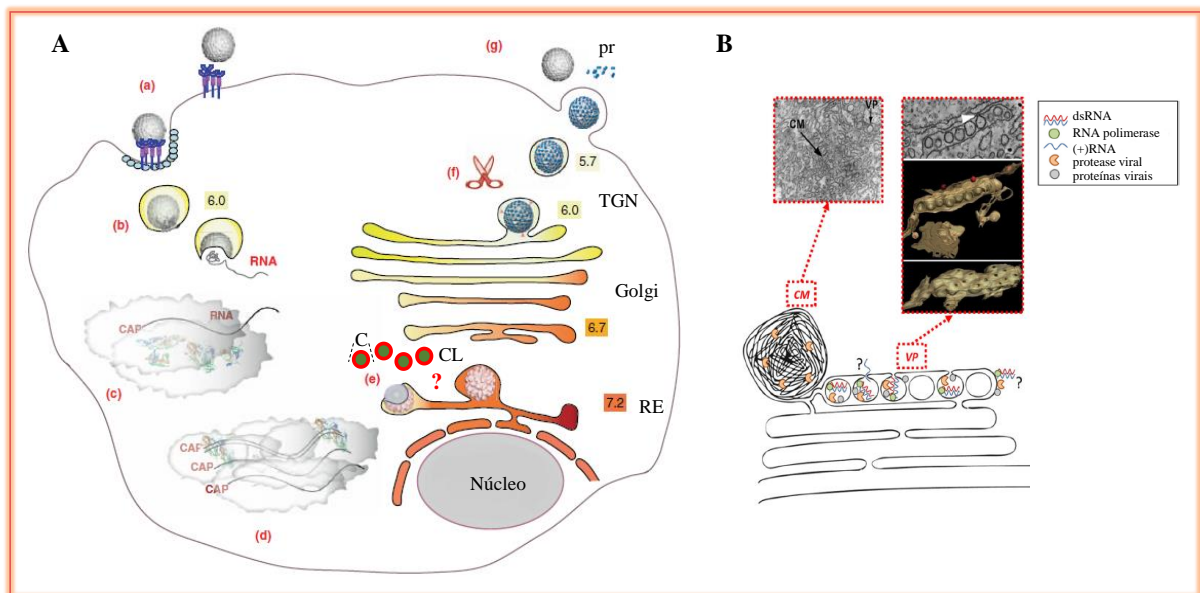 A
(a)
(g)
pr
5.7
(f)
TGN
6.0
6.0
(b)
RNA
Golgi
RNA
CAP
6.7
C
CL
(e)
?
(c)
7.2
RE
CAP
CAP
CAP
Núcleo
(d)
B
VP
CM
dsRNA
RNA polimerase
(+)RNA
protease viral
proteínas virais
CM
VP
?
?